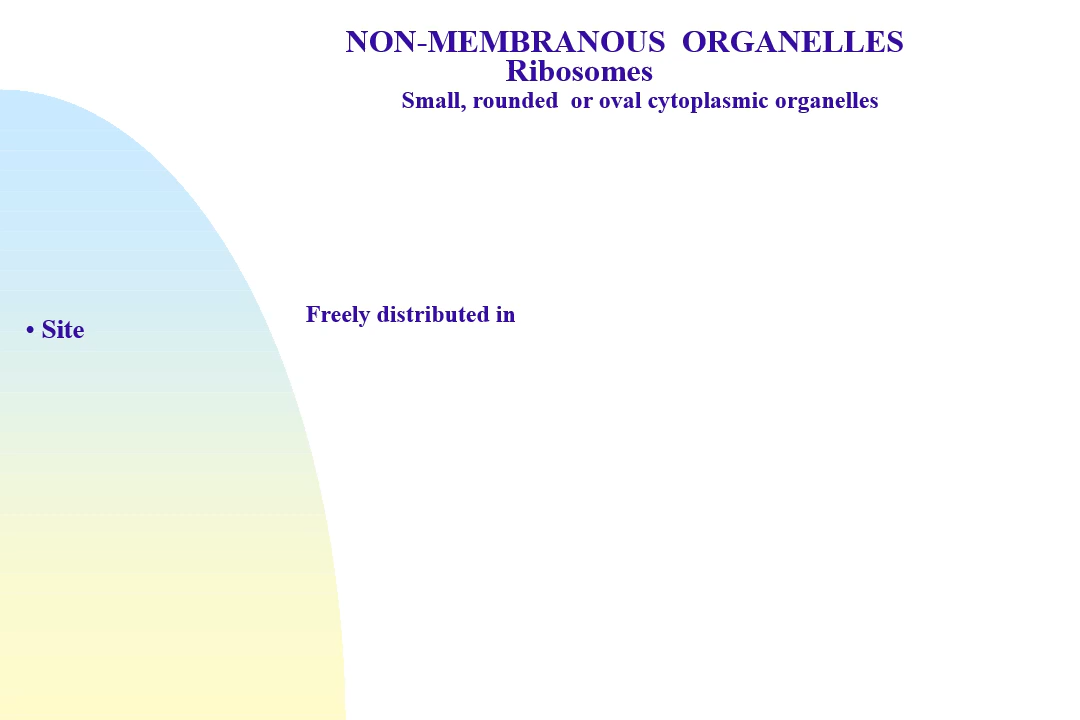 NON-MEMBRANOUS  ORGANELLES
Ribosomes
Small, rounded  or oval cytoplasmic organelles
Freely distributed in
• Site